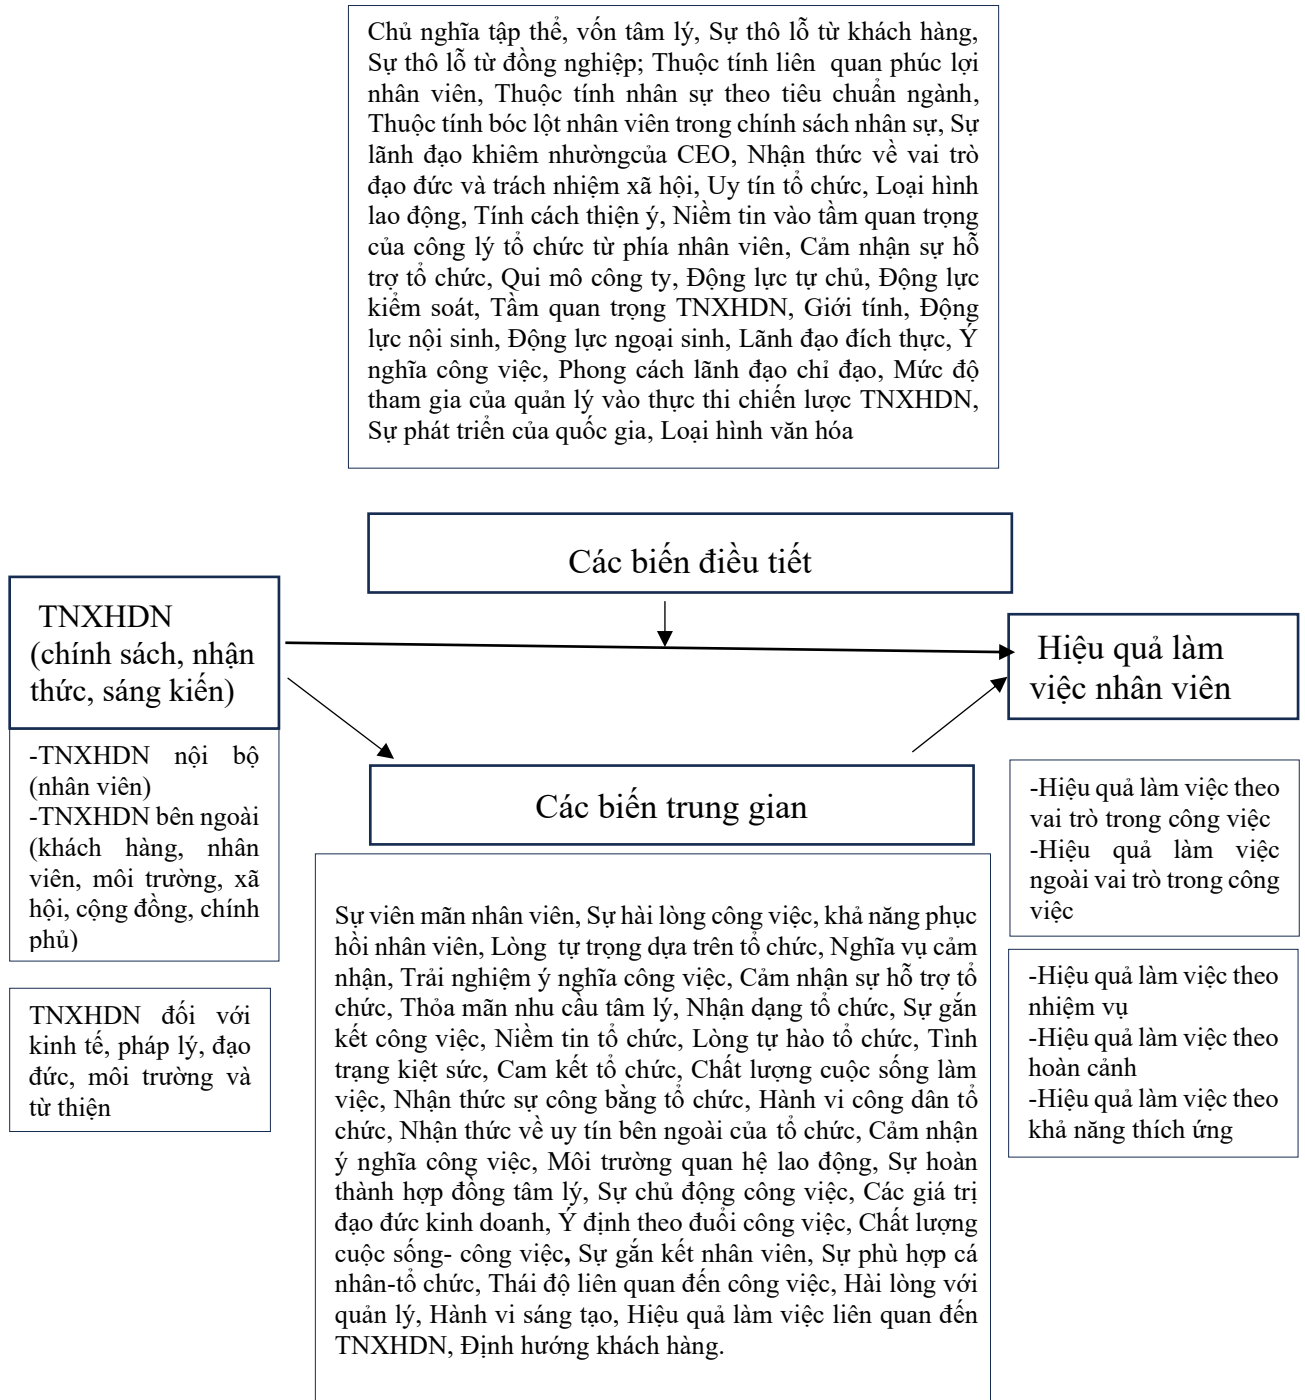 Chủ nghĩa tập thể, vốn tâm lý, Sự thô lỗ từ khách hàng,
Sự thô lỗ từ đồng nghiệp; Thuộc tính liên quan phúc lợi
nhân viên, Thuộc tính nhân sự theo tiêu chuẩn ngành,
Thuộc tính bóc lột nhân viên trong chính sách nhân sự, Sự
lãnh đạo khiêm nhườngcủa CEO, Nhận thức về vai trò
đạo đức và trách nhiệm xã hội, Uy tín tổ chức, Loại hình
lao động, Tính cách thiện ý, Niềm tin vào tầm quan trọng
của công lý tổ chức từ phía nhân viên, Cảm nhận sự hỗ
trợ tổ chức, Qui mô công ty, Động lực tự chủ, Động lực
kiểm soát, Tầm quan trọng TNXHDN, Giới tính, Động
lực nội sinh, Động lực ngoại sinh, Lãnh đạo đích thực, Ý
nghĩa công việc, Phong cách lãnh đạo chỉ đạo, Mức độ
tham gia của quản lý vào thực thi chiến lược TNXHDN,
Sự phát triển của quốc gia, Loại hình văn hóa
Các biến điều tiết
TNXHDN
(chính sách, nhận
thức, sáng kiến)
Hiệu quả làm
việc nhân viên
-TNXHDN nội bộ
(nhân viên)
-TNXHDN bên ngoài
(khách hàng, nhân
viên, môi trường, xã
hội, cộng đồng, chính
phủ)
TNXHDN đối với
kinh tế, pháp lý, đạo
đức, môi trường và
từ thiện
Các biến trung gian
Sự viên mãn nhân viên, Sự hài lòng công việc, khả năng phục
hồi nhân viên, Lòng tự trọng dựa trên tổ chức, Nghĩa vụ cảm
nhận, Trải nghiệm ý nghĩa công việc, Cảm nhận sự hỗ trợ tổ
chức, Thỏa mãn nhu cầu tâm lý, Nhận dạng tổ chức, Sự gắn
kết công việc, Niềm tin tổ chức, Lòng tự hào tổ chức, Tình
trạng kiệt sức, Cam kết tổ chức, Chất lượng cuộc sống làm
việc, Nhận thức sự công bằng tổ chức, Hành vi công dân tổ
chức, Nhận thức về uy tín bên ngoài của tổ chức, Cảm nhận
ý nghĩa công việc, Môi trường quan hệ lao động, Sự hoàn
thành hợp đồng tâm lý, Sự chủ động công việc, Các giá trị
đạo đức kinh doanh, Ý định theo đuổi công việc, Chất lượng
cuộc sống- công việc, Sự gắn kết nhân viên, Sự phù hợp cá
nhân-tổ chức, Thái độ liên quan đến công việc, Hài lòng với
quản lý, Hành vi sáng tạo, Hiệu quả làm việc liên quan đến
TNXHDN, Định hướng khách hàng.
-Hiệu quả làm việc theo
vai trò trong công việc
-Hiệu quả làm việc
ngoài vai trò trong công
việc
-Hiệu quả làm việc theo
nhiệm vụ
-Hiệu quả làm việc theo
hoàn cảnh
-Hiệu quả làm việc theo
khả năng thích ứng